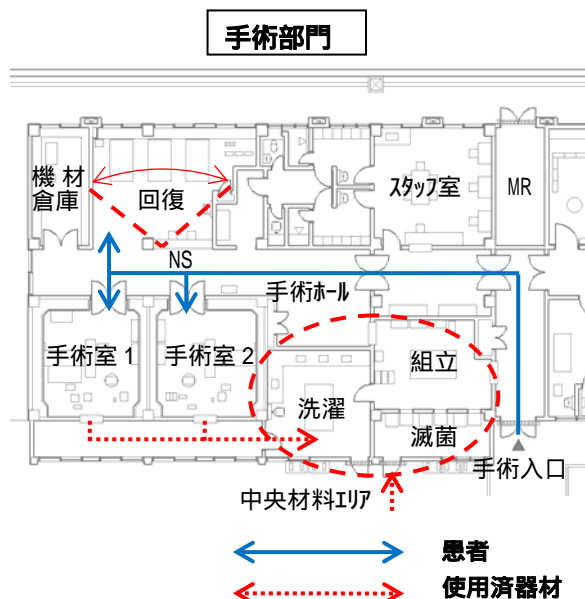 手術部門
機材
倉庫
回復
スタッフ室
MR
NS
手術ホール
手術室1
手術室2
組立
洗濯
滅菌
手術入口
中央材料エリア
患者
使用済器材